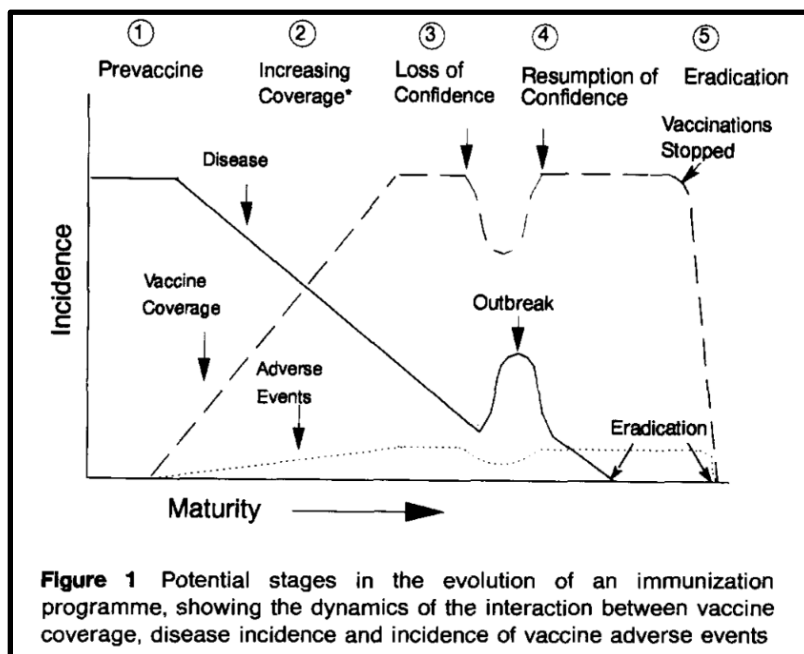 ① ② ③ ④ ⑤
Prevaccine
Increasing
Coverage*
Loss of
Confidence
Resumption of
Confidence
Eradication
Vaccinations
Stopped
Disease
Vaccine
Coverage
Adverse
Events
Outbreak
Eradication
Incidence
Maturity
Figure 1 Potential stages in the evolution of an immunization
programme, showing the dynamics of the interaction between vaccine
coverage, disease incidence and incidence of vaccine adverse events